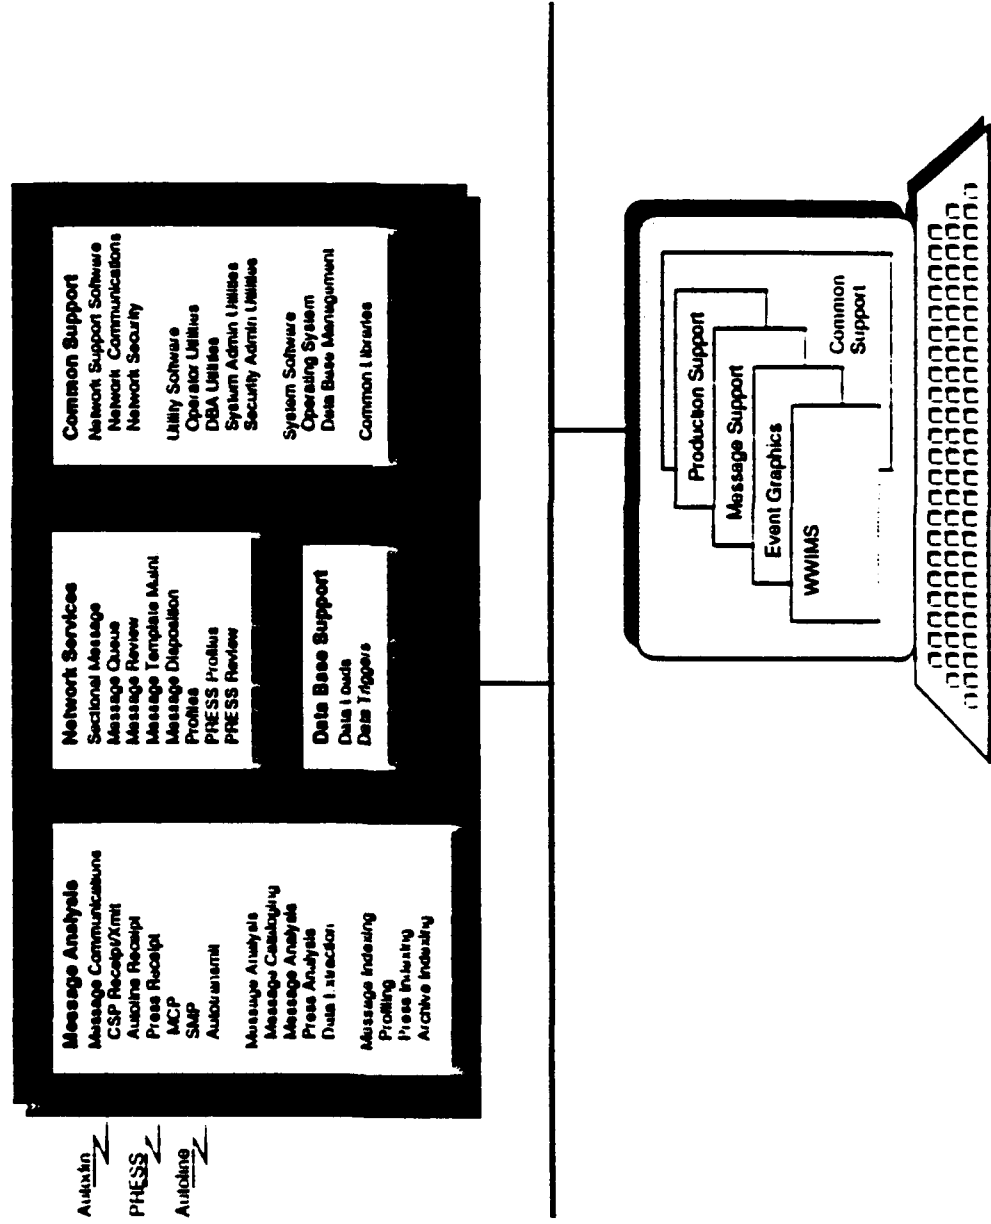 Autodin
PRESS
Autoline
Message Analysis
Message Communications
CSP Receipt/Xmit
Autoline Receipt
Press Receipt
MCP
SMP
Autotransmit
Message Analysis
Message Cataloging
Message Analysis
Press Analysis
Data Extraction
Message Indexing
Profiling
Press Indexing
Archive Indexing
Network Services
Sectional Message
Message Queue
Message Review
Message Template Maint
Message Disposition
Profiles
PRESS Profiles
PRESS Review
Data Base Support
Data Loads
Data Triggers
Common Support
Network Support Software
Network Communications
Network Security
Utility Software
Operator Utilities
DBA Utilities
System Admin Utilities
Security Admin Utilities
System Software
Operating System
Data Base Management
Common Libraries
Production Support
Message Support
Event Graphics
WWIMS
Common
Support